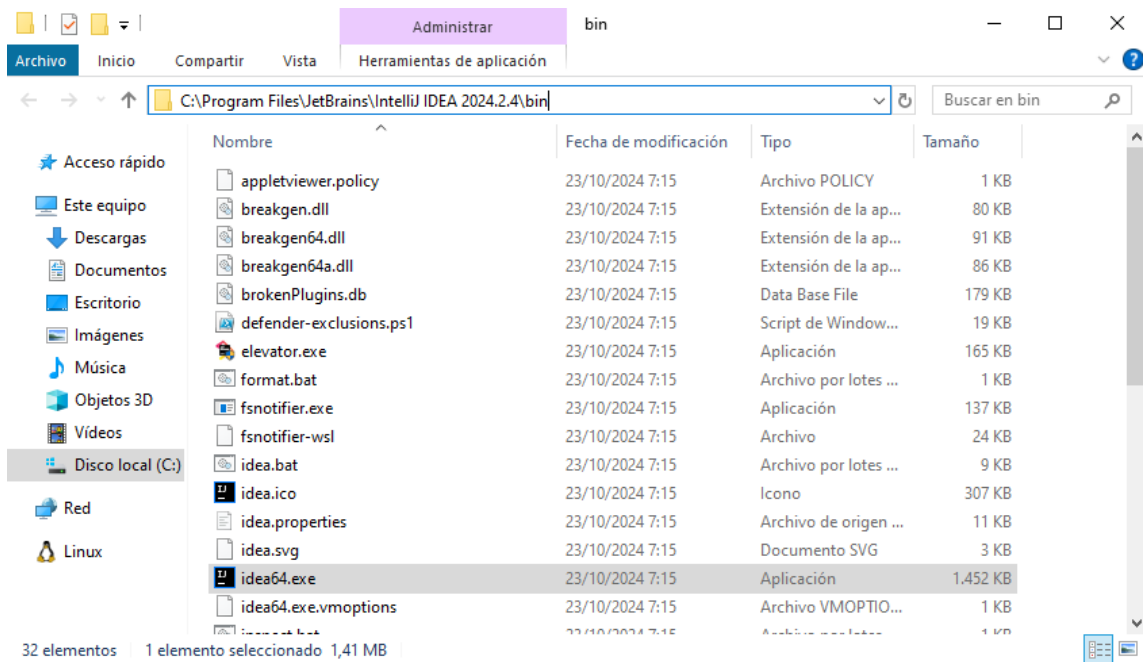 Administrar bin
Archivo Inicio Compartir Vista Herramientas de aplicación
C:\Program Files\JetBrains\IntelliJ IDEA 2024.2.4\bin Buscar en bin
Nombre Fecha de modificación Tipo Tamaño
Acceso rápido
Este equipo
Descargas
Documentos
Escritorio
Imágenes
Música
Objetos 3D
Vídeos
Disco local (C:)
Red
Linux
appletviewer.policy 23/10/2024 7:15 Archivo POLICY 1 KB
breakgen.dll 23/10/2024 7:15 Extensión de la ap... 80 KB
breakgen64.dll 23/10/2024 7:15 Extensión de la ap... 91 KB
breakgen64a.dll 23/10/2024 7:15 Extensión de la ap... 86 KB
brokenPlugins.db 23/10/2024 7:15 Data Base File 179 KB
defender-exclusions.ps1 23/10/2024 7:15 Script de Window... 19 KB
elevator.exe 23/10/2024 7:15 Aplicación 165 KB
format.bat 23/10/2024 7:15 Archivo por lotes ... 1 KB
fsnotifier.exe 23/10/2024 7:15 Aplicación 137 KB
fsnotifier-wsl 23/10/2024 7:15 Archivo 24 KB
idea.bat 23/10/2024 7:15 Archivo por lotes ... 9 KB
idea.ico 23/10/2024 7:15 Icono 307 KB
idea.properties 23/10/2024 7:15 Archivo de origen ... 11 KB
idea.svg 23/10/2024 7:15 Documento SVG 3 KB
idea64.exe 23/10/2024 7:15 Aplicación 1.452 KB
idea64.exe.vmoptions 23/10/2024 7:15 Archivo VMOPTIO... 1 KB
32 elementos 1 elemento seleccionado 1,41 MB